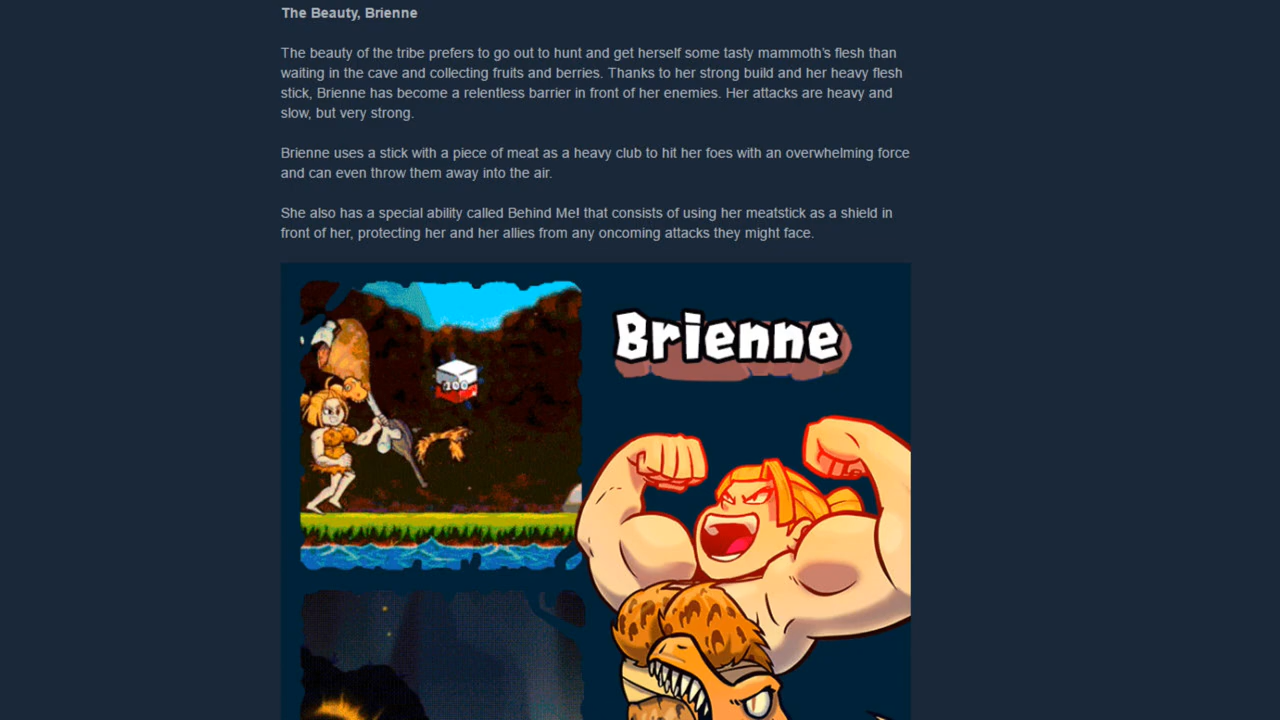 The Beauty, Brienne
The beauty of the tribe prefers to go out to hunt and get herself some tasty mammoth's flesh than
waiting in the cave and collecting fruits and berries. Thanks to her strong build and her heavy flesh
stick, Brienne has become a relentless barrier in front of her enemies. Her attacks are heavy and
slow, but very strong.
Brienne uses a stick with a piece of meat as a heavy club to hit her foes with an overwhelming force
and can even throw them away into the air.
She also has a special ability called Behind Me! that consists of using her meatstick as a shield in
front of her, protecting her and her allies from any oncoming attacks they might face.
Brienne
100